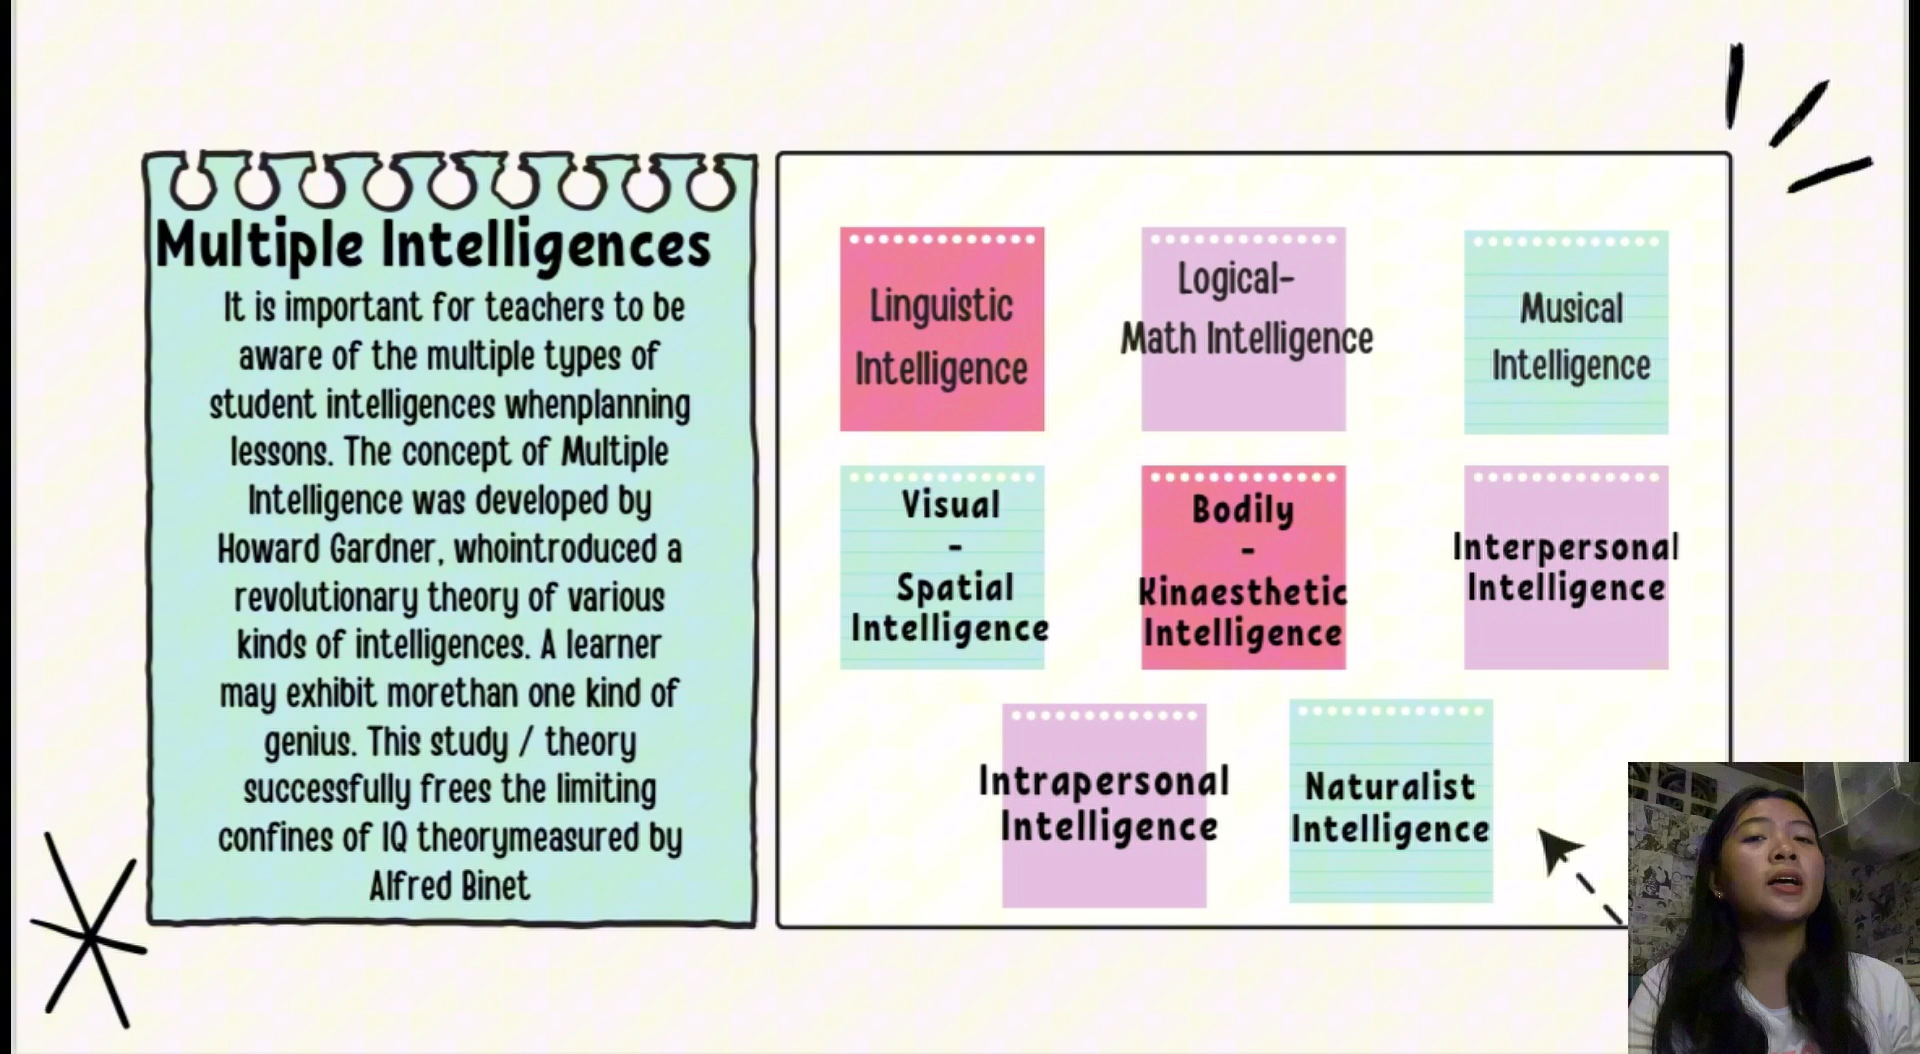 Multiple Intelligences
It is important for teachers to be
aware of the multiple types of
student intelligences whenplanning
lessons. The concept of Multiple
Intelligence was developed by
Howard Gardner, whointroduced a
revolutionary theory of various
kinds of intelligences. A learner
may exhibit morethan one kind of
genius. This study / theory
successfully frees the limiting
confines of IQ theorymeasured by
Alfred Binet
Linguistic
Intelligence
Logical-
Math Intelligence
Musical
Intelligence
Visual
-
Spatial
Intelligence
Bodily
-
Kinaesthetic
Intelligence
Interpersonal
Intelligence
Intrapersonal
Intelligence
Naturalist
Intelligence